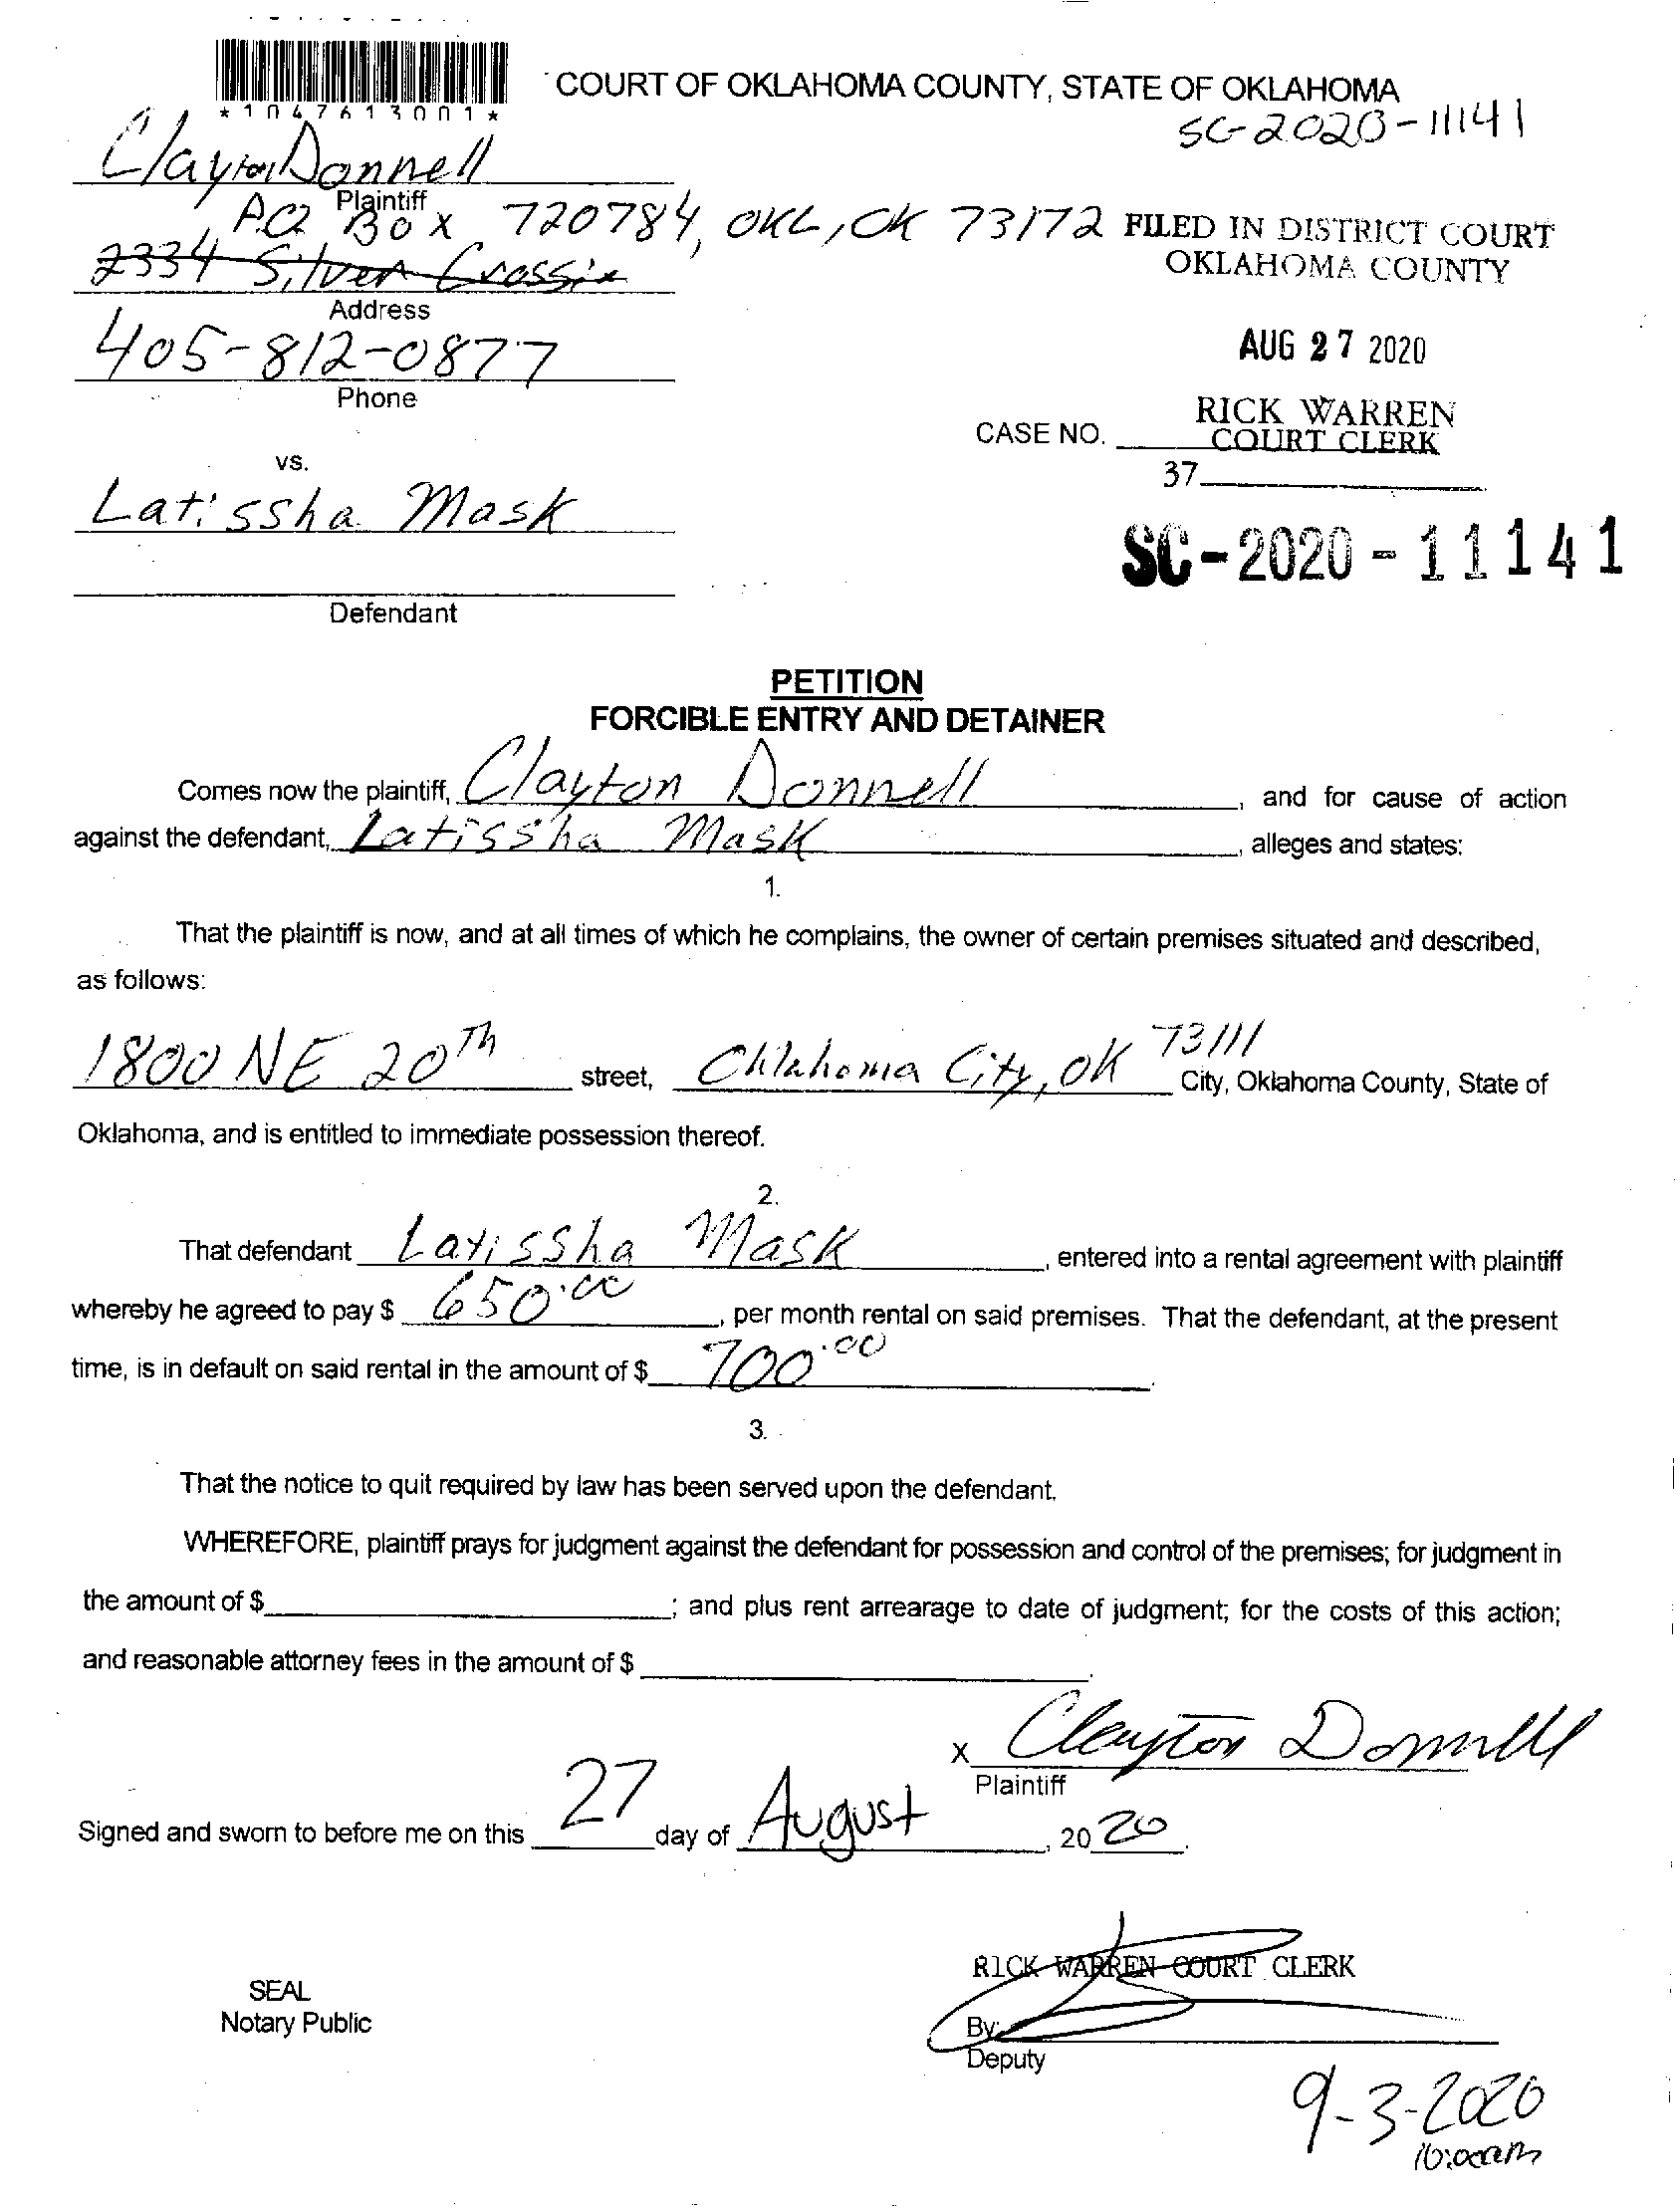 COURT OF OKLAHOMA COUNTY, STATE OF OKLAHOMA
*1047613001*
SC-2020-11141
Clayton Donnell
Plaintiff
P.O. Box 720784, OKC, OK 73172
FILED IN DISTRICT COURT
OKLAHOMA COUNTY
2334 Silver Crossin
Address
405-812-0877
Phone
AUG 27 2020
RICK WARREN
COURT CLERK
CASE NO.
37
vs.
Latissha Mask
SC-2020-11141
Defendant
PETITION
FORCIBLE ENTRY AND DETAINER
Comes now the plaintiff, Clayton Donnell, and for cause of action
against the defendant, Latissha Mask, alleges and states:
1.
That the plaintiff is now, and at all times of which he complains, the owner of certain premises situated and described,
as follows:
1800 NE 20Th street, Oklahoma City, OK 73111 City, Oklahoma County, State of
Oklahoma, and is entitled to immediate possession thereof.
2.
That defendant Latissha Mask, entered into a rental agreement with plaintiff
whereby he agreed to pay $ 650.00, per month rental on said premises. That the defendant, at the present
time, is in default on said rental in the amount of $ 700.00.
3.
That the notice to quit required by law has been served upon the defendant.
WHEREFORE, plaintiff prays for judgment against the defendant for possession and control of the premises; for judgment in
the amount of $ ; and plus rent arrearage to date of judgment; for the costs of this action;
and reasonable attorney fees in the amount of $ .
X Clayton Donnell
Plaintiff
Signed and sworn to before me on this 27 day of August, 2020.
RICK WARREN COURT CLERK
SEAL
Notary Public
By:
Deputy
9-3-2020
10:00am